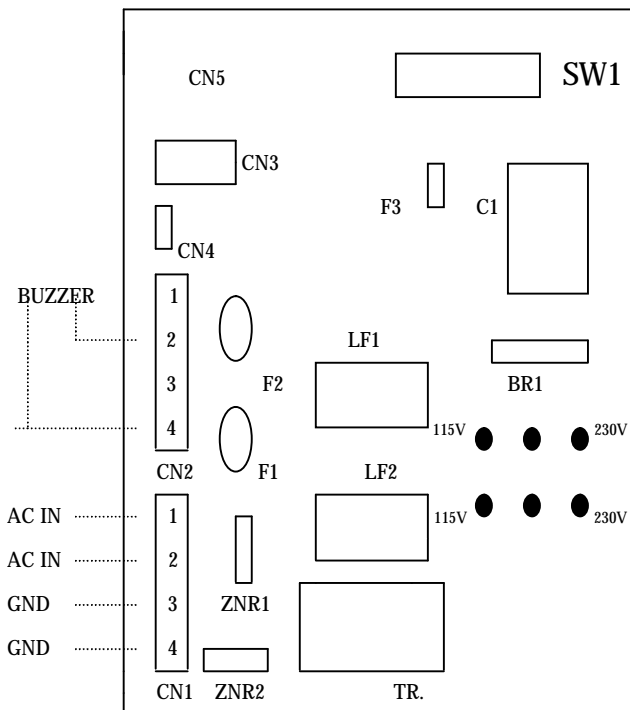 CN5
SW1
CN3
F3
C1
CN4
BUZZER
1
2
3
4
F2
LF1
BR1
115V
230V
CN2
F1
LF2
115V
230V
AC IN
1
AC IN
2
GND
3
GND
4
ZNR1
CN1
ZNR2
TR.